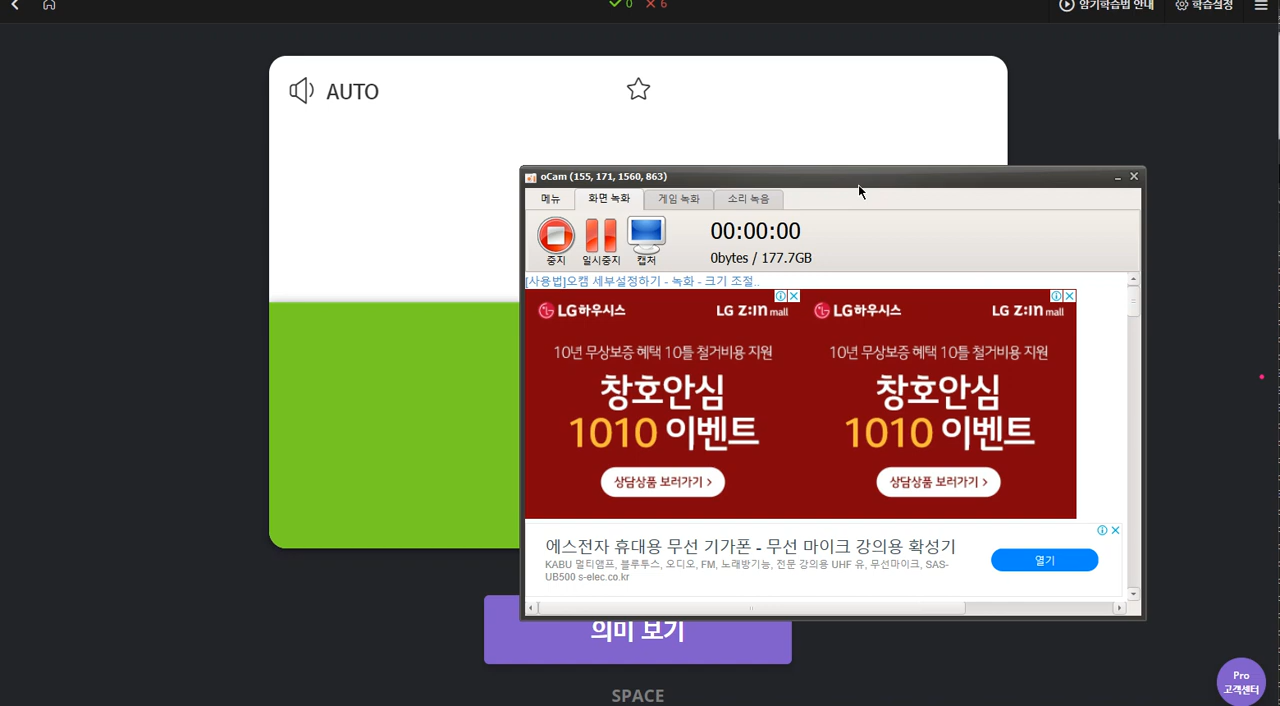 0 6
암기학습법 안내 학습설정
AUTO
oCam (155, 171, 1560, 863)
메뉴 화면 녹화 게임 녹화 소리 녹음
00:00:00
0bytes / 177.7GB
중지 일시중지 캡처
[사용법]오캠 세부설정하기 - 녹화 - 크기 조절..
LG하우시스 LG Z:IN mall LG하우시스 LG Z:IN mall
10년 무상보증 혜택 10틀 철거비용 지원 10년 무상보증 혜택 10틀 철거비용 지원
창호안심 창호안심
1010 이벤트 1010 이벤트
상담상품 보러가기 > 상담상품 보러가기 >
에스전자 휴대용 무선 기가폰 - 무선 마이크 강의용 확성기
KABU 멀티앰프, 블루투스, 오디오, FM, 노래방기능, 전문 강의용 UHF 유, 무선마이크, SAS-
UB500 s-elec.co.kr
열기
의미 보기
SPACE
Pro
고객센터